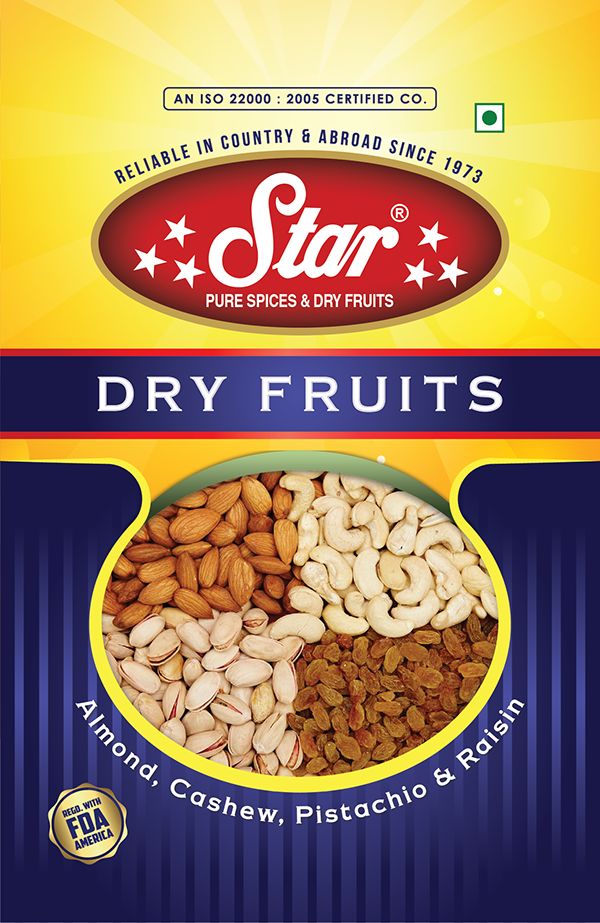 AN ISO 22000 : 2005 CERTIFIED CO.
RELIABLE IN COUNTRY & ABROAD SINCE 1973
Star®
PURE SPICES & DRY FRUITS
DRY FRUITS
Almond, Cashew, Pistachio & Raisin
REGD. WITH
FDA
AMERICA